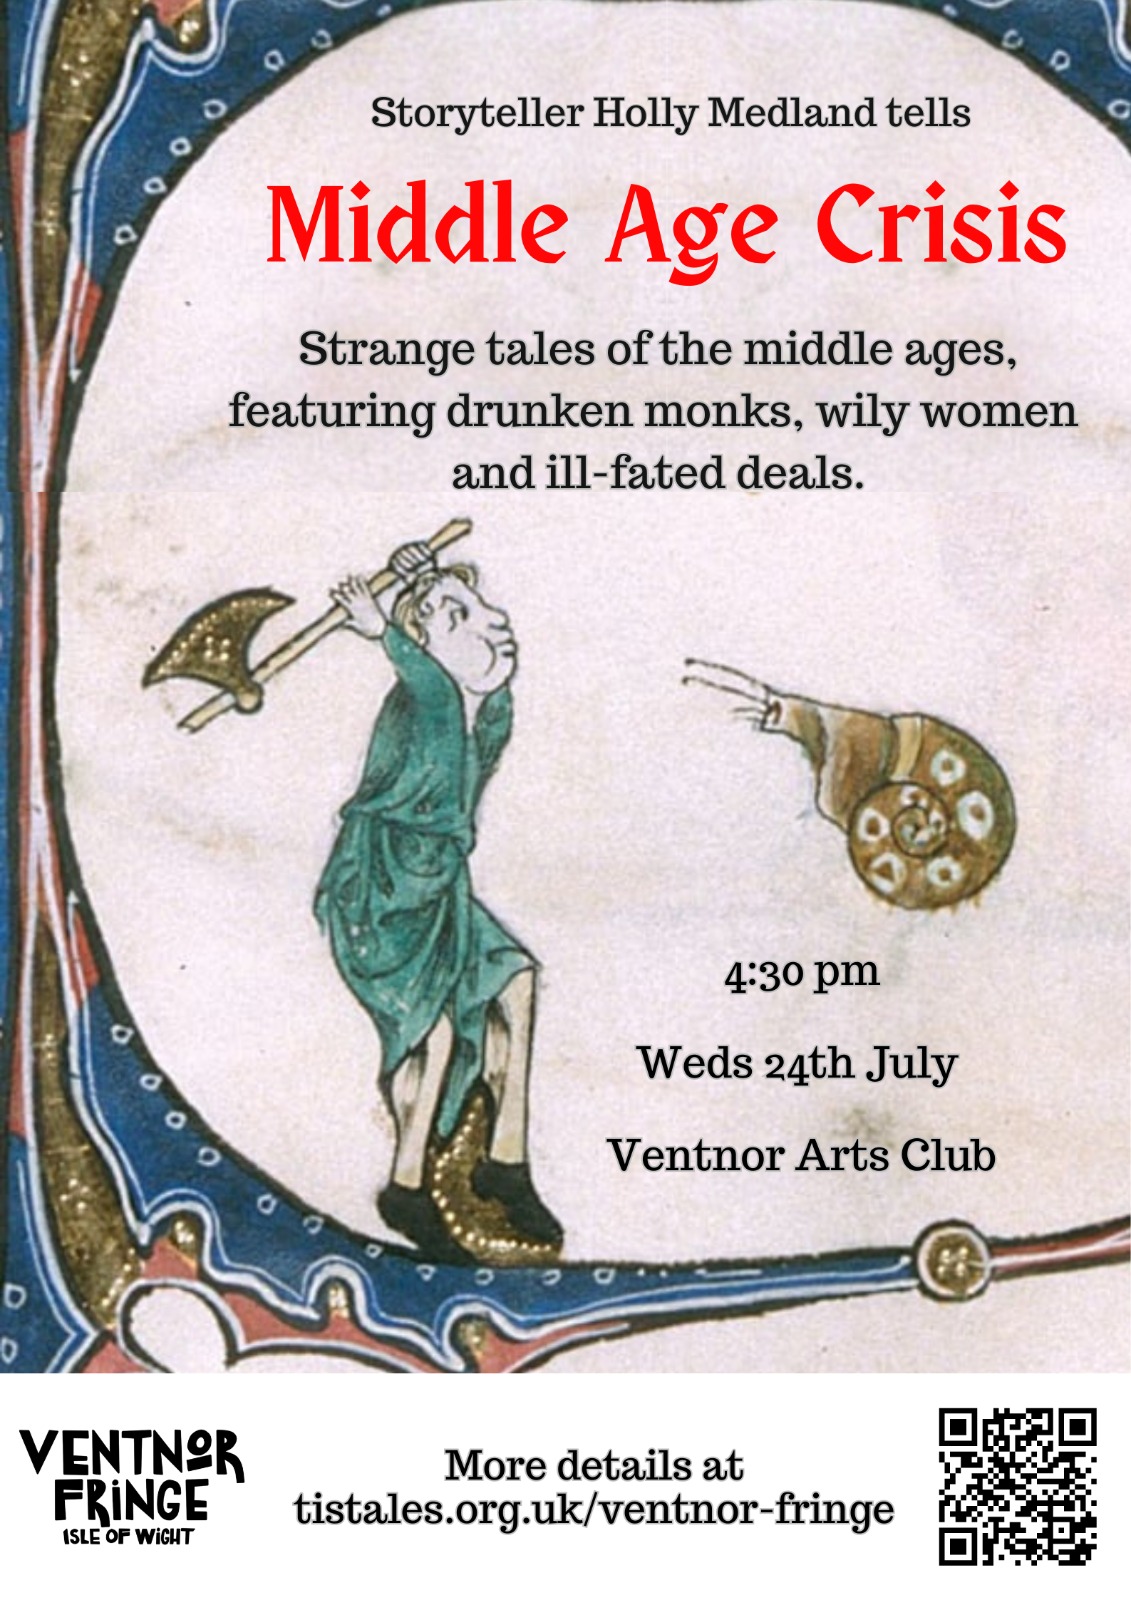 Storyteller Holly Medland tells
Middle Age Crisis
Strange tales of the middle ages,
featuring drunken monks, wily women
and ill-fated deals.
4:30 pm
Weds 24th July
Ventnor Arts Club
VENTNOR
FRiNGE
ISLE OF WiGHT
More details at
tistales.org.uk/ventnor-fringe